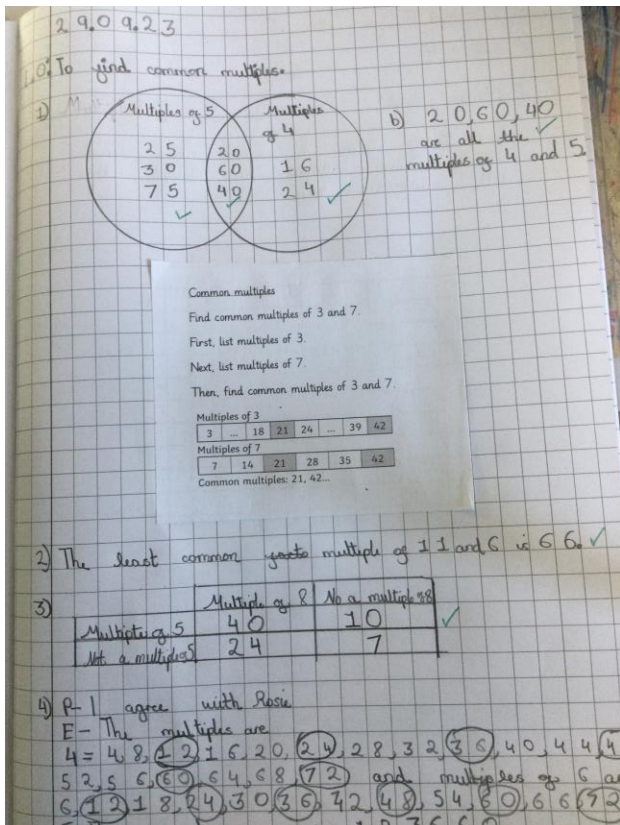 29.09.23
L.O: To find common multiples.
1)
Multiples of 5
Multiples
of 4
25
30
75
20
60
40
16
24
b) 20,60,40
are all the
multiples of 4 and 5.
Common multiples
Find common multiples of 3 and 7.
First, list multiples of 3.
Next, list multiples of 7.
Then, find common multiples of 3 and 7.
Multiples of 3
3 ... 18 21 24 ... 39 42
Multiples of 7
7 14 21 28 35 42
Common multiples: 21, 42...
2) The least common multiple of 11 and 6 is 66.
3)
Multiple of 8 No a multiple of 8
Multiple of 5 40 10
Not a multiple of 5 24 7
4) P- I agree with Rosie
E- The multiples are
4= 4,8,12,16,20,24,28,32,36,40,44,4
52,56,60,64,68,72 and multiples of 6 a
6,12,18,24,30,36,42,48,54,60,66,72